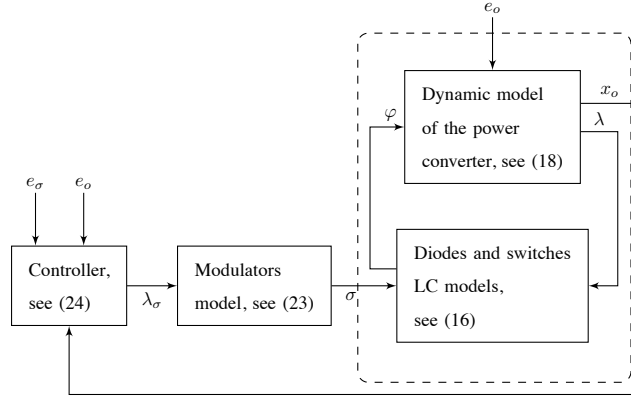 e_o
Dynamic model
of the power
converter, see (18)
x_o
λ
φ
e_σ
e_o
Controller,
see (24)
λ_σ
Modulators
model, see (23)
σ
Diodes and switches
LC models,
see (16)